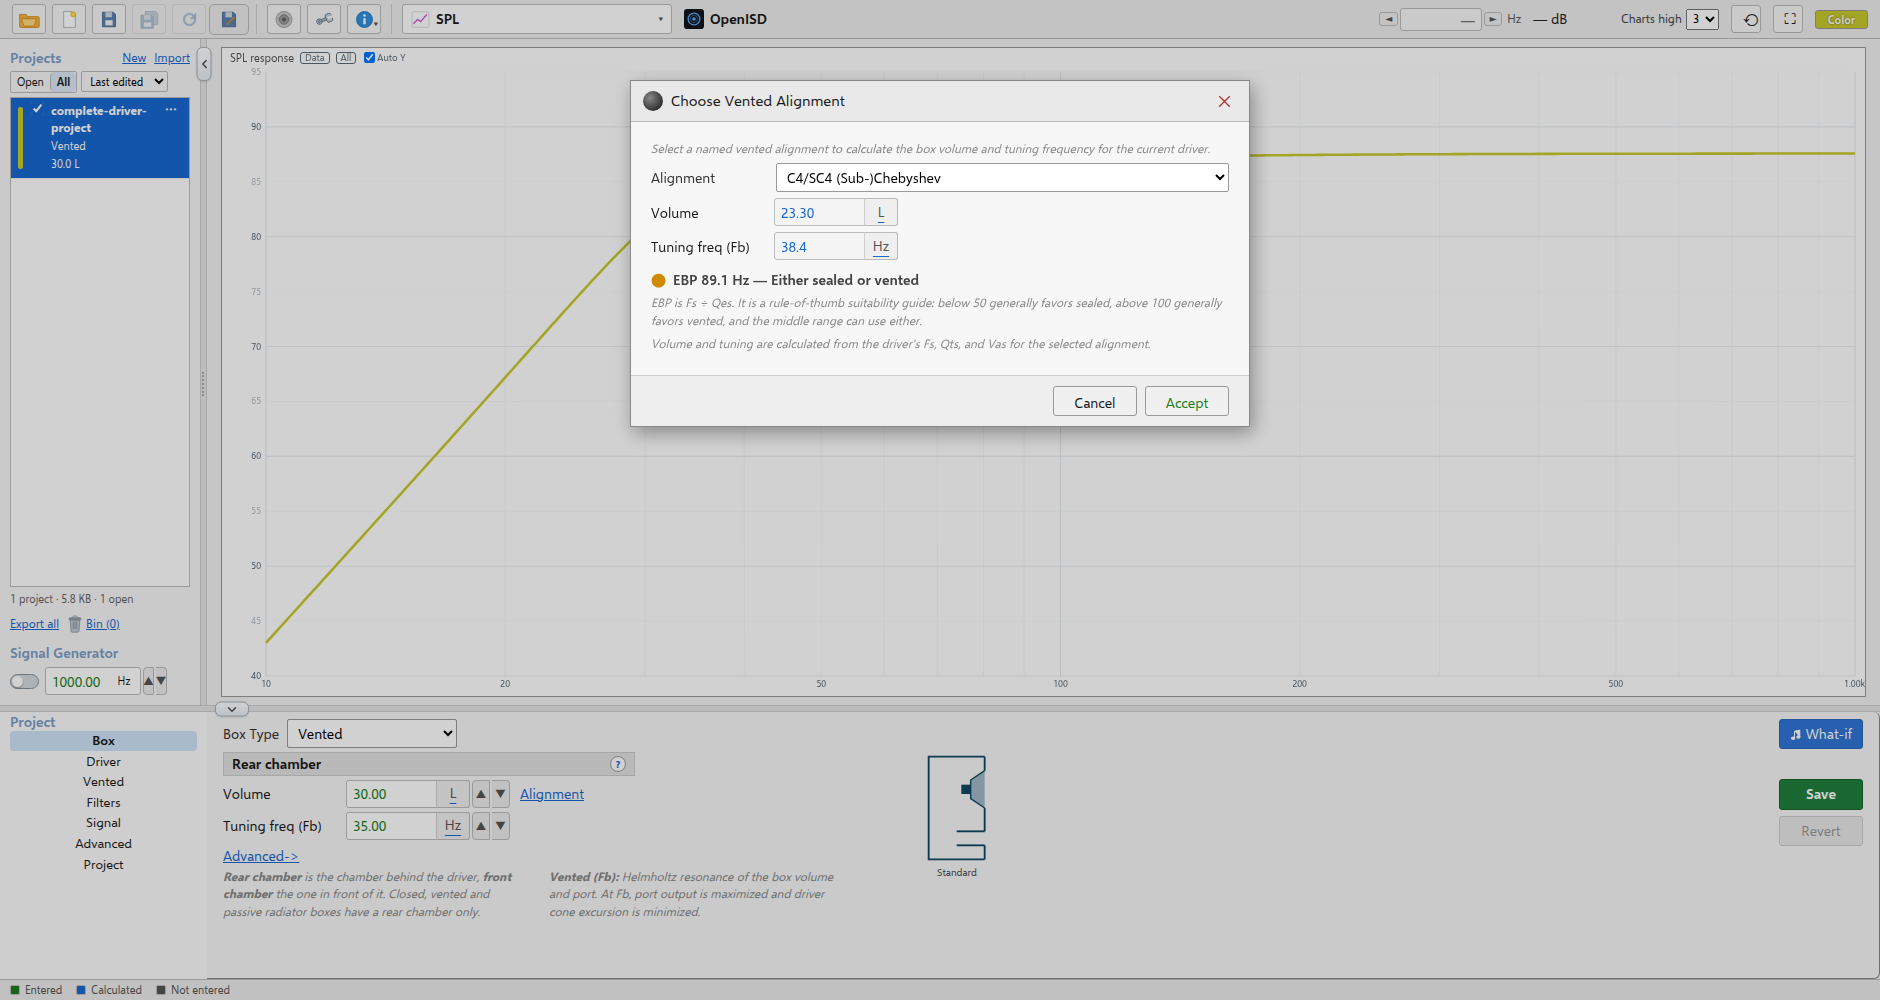 SPL
OpenISD
—
Hz
— dB
Charts high
3
Color
Projects
New
Import
Open
All
Last edited
complete-driver-
project
Vented
30.0 L
1 project · 5.8 KB · 1 open
Export all
Bin (0)
Signal Generator
1000.00 Hz
SPL response
Data
All
Auto Y
95
90
85
80
75
70
65
60
55
50
45
40
10
20
50
100
200
500
1.00k
Choose Vented Alignment
Select a named vented alignment to calculate the box volume and tuning frequency for the current driver.
Alignment
C4/SC4 (Sub-)Chebyshev
Volume
23.30
L
Tuning freq (Fb)
38.4
Hz
EBP 89.1 Hz — Either sealed or vented
EBP is Fs ÷ Qes. It is a rule-of-thumb suitability guide: below 50 generally favors sealed, above 100 generally
favors vented, and the middle range can use either.
Volume and tuning are calculated from the driver's Fs, Qts, and Vas for the selected alignment.
Cancel
Accept
Project
Box
Driver
Vented
Filters
Signal
Advanced
Project
Box Type
Vented
Rear chamber
?
Volume
30.00
L
Alignment
Tuning freq (Fb)
35.00
Hz
Advanced->
Rear chamber is the chamber behind the driver, front
chamber the one in front of it. Closed, vented and
passive radiator boxes have a rear chamber only.
Vented (Fb): Helmholtz resonance of the box volume
and port. At Fb, port output is maximized and driver
cone excursion is minimized.
Standard
What-if
Save
Revert
Entered
Calculated
Not entered